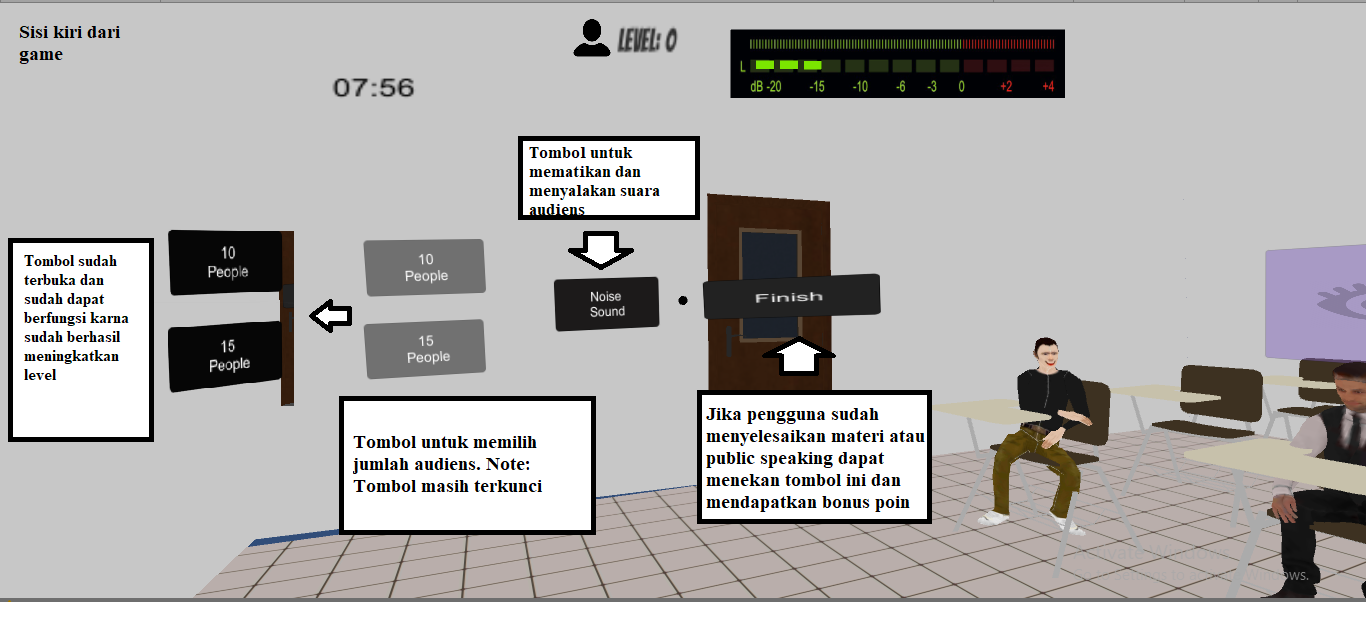 Sisi kiri dari
game
LEVEL: 0
07:56
L
dB -20 -15 -10 -6 -3 0 +2 +4
Tombol untuk
mematikan dan
menyalakan suara
audiens
Tombol sudah
terbuka dan
sudah dapat
berfungsi karna
sudah berhasil
meningkatkan
level
10
People
15
People
10
People
15
People
Noise
Sound
Finish
Tombol untuk memilih
jumlah audiens. Note:
Tombol masih terkunci
Jika pengguna sudah
menyelesaikan materi atau
public speaking dapat
menekan tombol ini dan
mendapatkan bonus poin
Activate Windows
Windows.